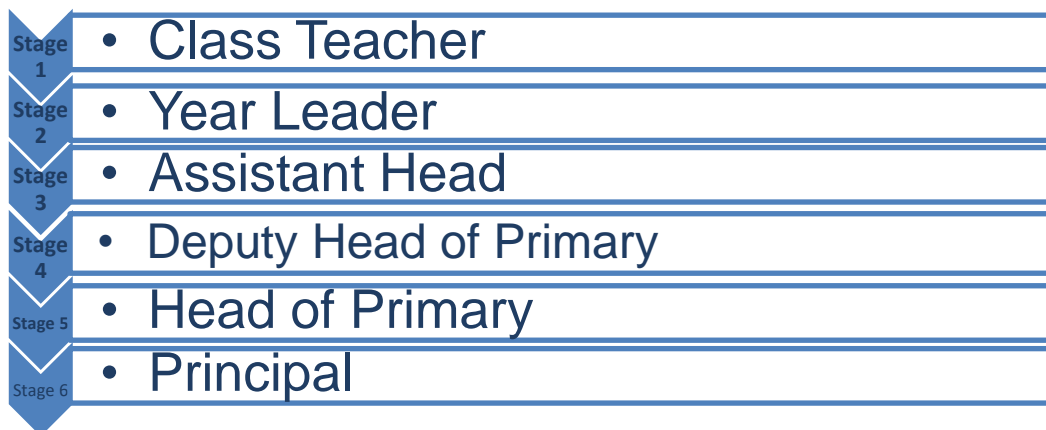 Stage
1
• Class Teacher
Stage
2
• Year Leader
Stage
3
• Assistant Head
Stage
4
• Deputy Head of Primary
Stage 5
• Head of Primary
Stage 6
• Principal